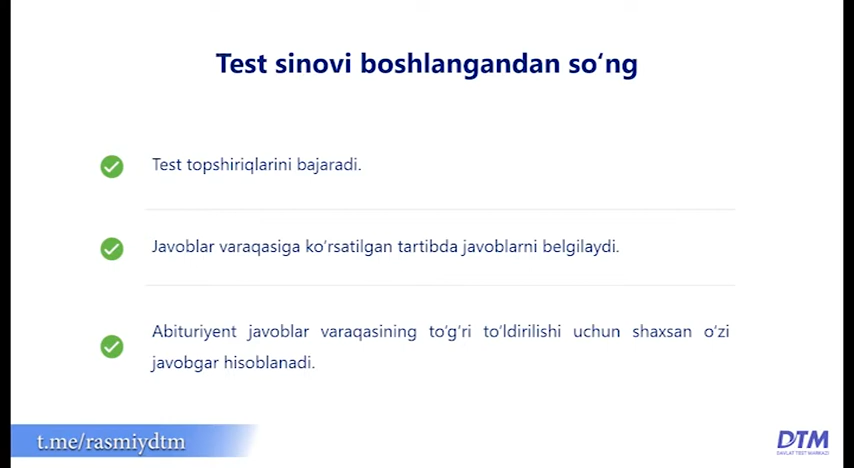 Test sinovi boshlangandan so‘ng
Test topshiriqlarini bajaradi.
Javoblar varaqasiga ko‘rsatilgan tartibda javoblarni belgilaydi.
Abituriyent javoblar varaqasining to‘g‘ri to‘ldirilishi uchun shaxsan o‘zi
javobgar hisoblanadi.
t.me/rasmiydtm
DTM
DAVLAT TEST MARKAZI